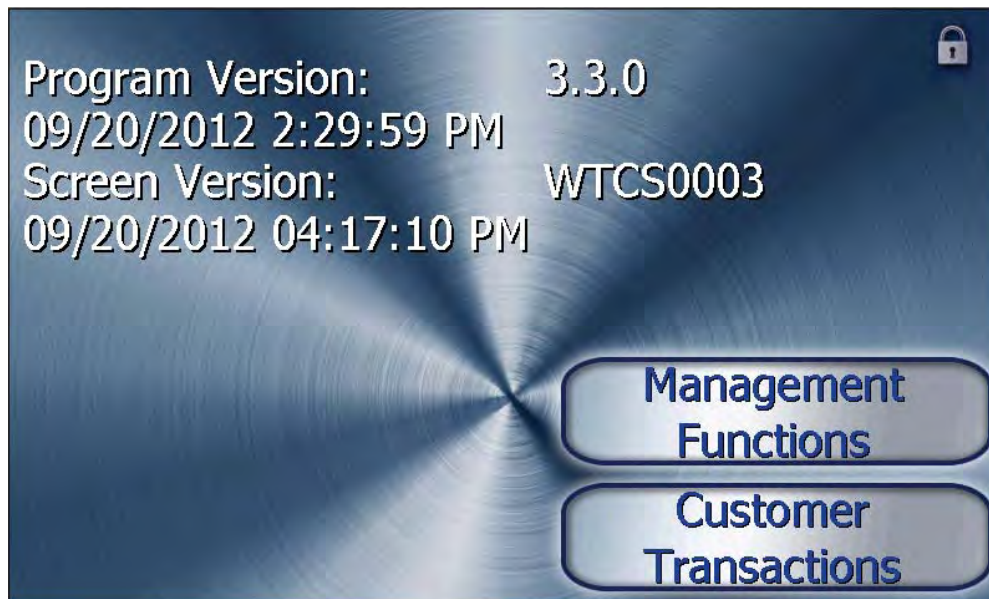 Program Version: 3.3.0
09/20/2012 2:29:59 PM
Screen Version: WTCS0003
09/20/2012 04:17:10 PM
Management
Functions
Customer
Transactions